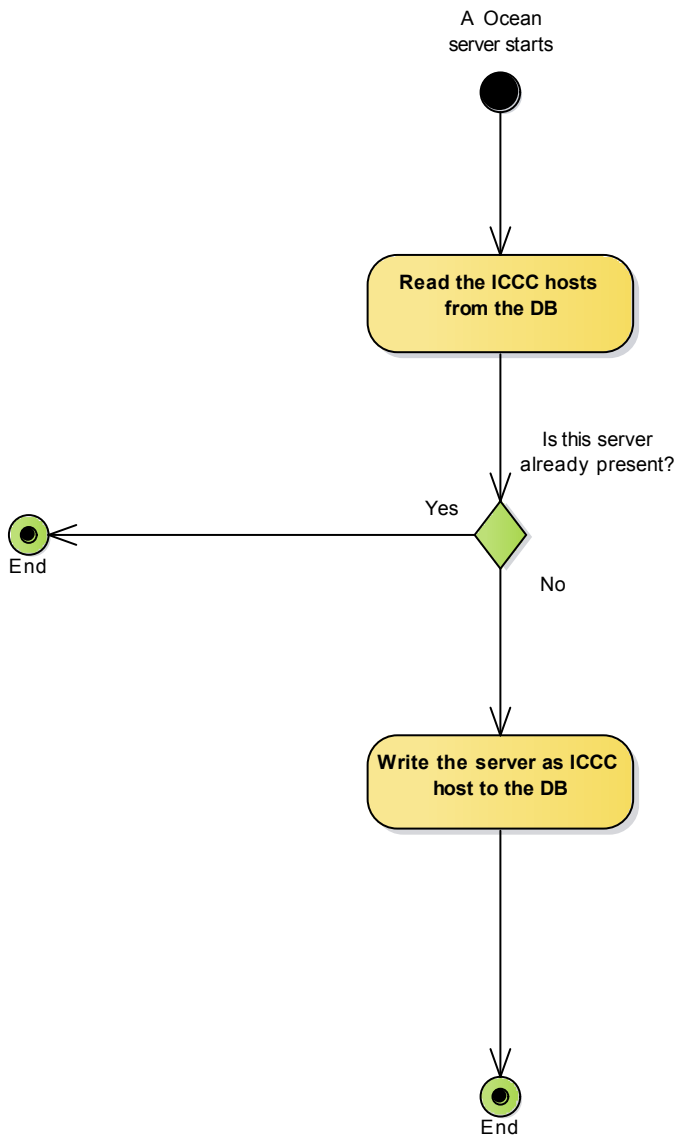 A Ocean
server starts
Read the ICCC hosts
from the DB
Is this server
already present?
Yes
End
No
Write the server as ICCC
host to the DB
End